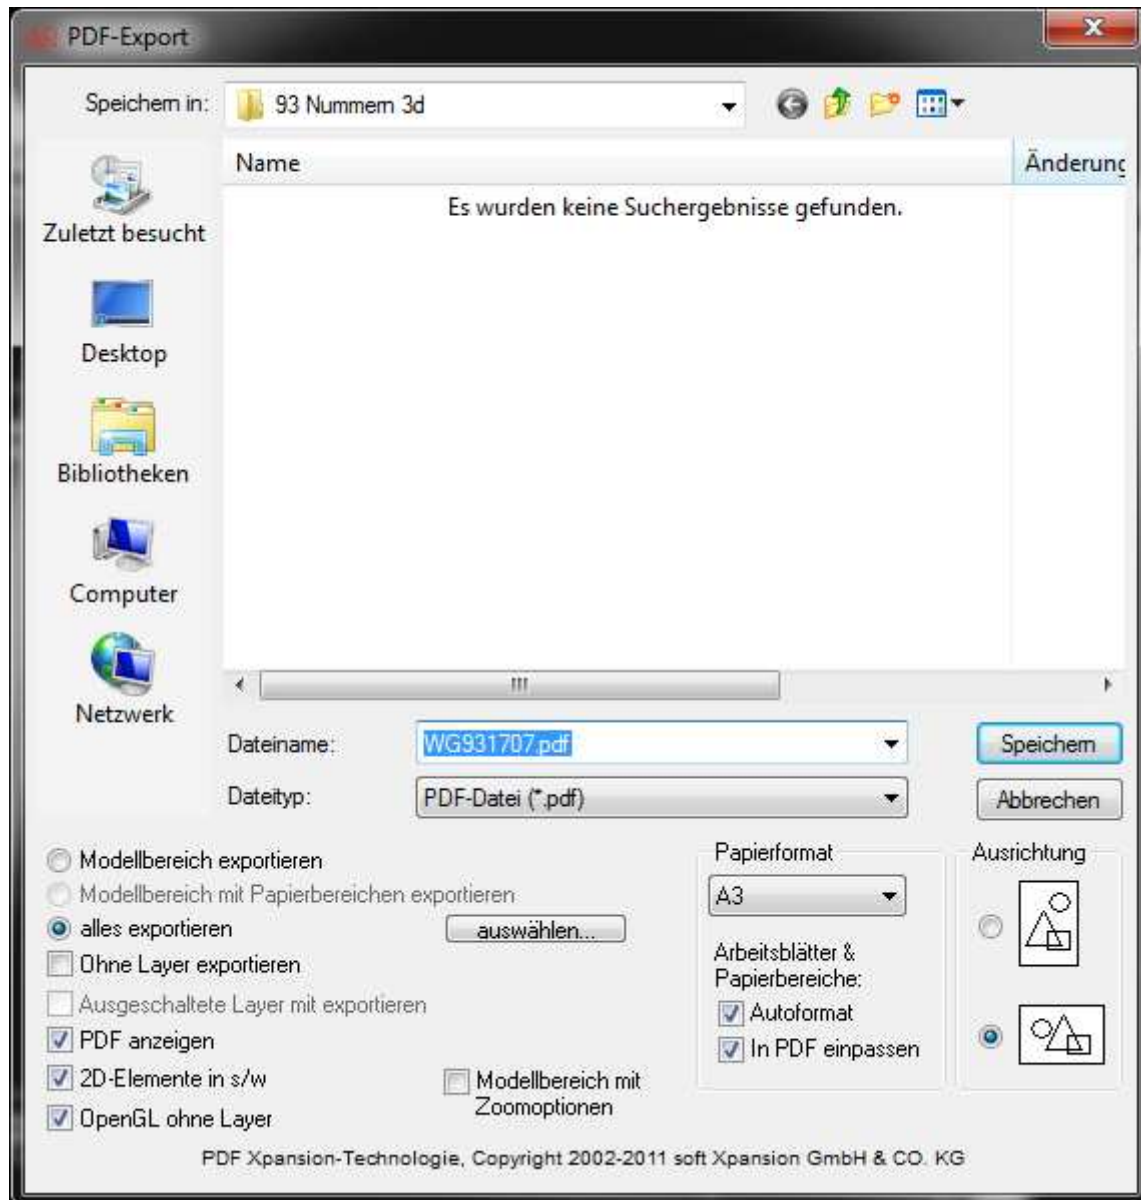 PDF-Export
Speichern in:
93 Nummern 3d
Name
Änderung
Es wurden keine Suchergebnisse gefunden.
Zuletzt besucht
Desktop
Bibliotheken
Computer
Netzwerk
Dateiname:
WG931707.pdf
Speichern
Dateityp:
PDF-Datei (*.pdf)
Abbrechen
Modellbereich exportieren
Modellbereich mit Papierbereichen exportieren
alles exportieren
auswählen...
Ohne Layer exportieren
Ausgeschaltete Layer mit exportieren
PDF anzeigen
2D-Elemente in s/w
OpenGL ohne Layer
Modellbereich mit
Zoomoptionen
Papierformat
A3
Arbeitsblätter &
Papierbereiche:
Autoformat
In PDF einpassen
Ausrichtung
PDF Xpansion-Technologie, Copyright 2002-2011 soft Xpansion GmbH & CO. KG